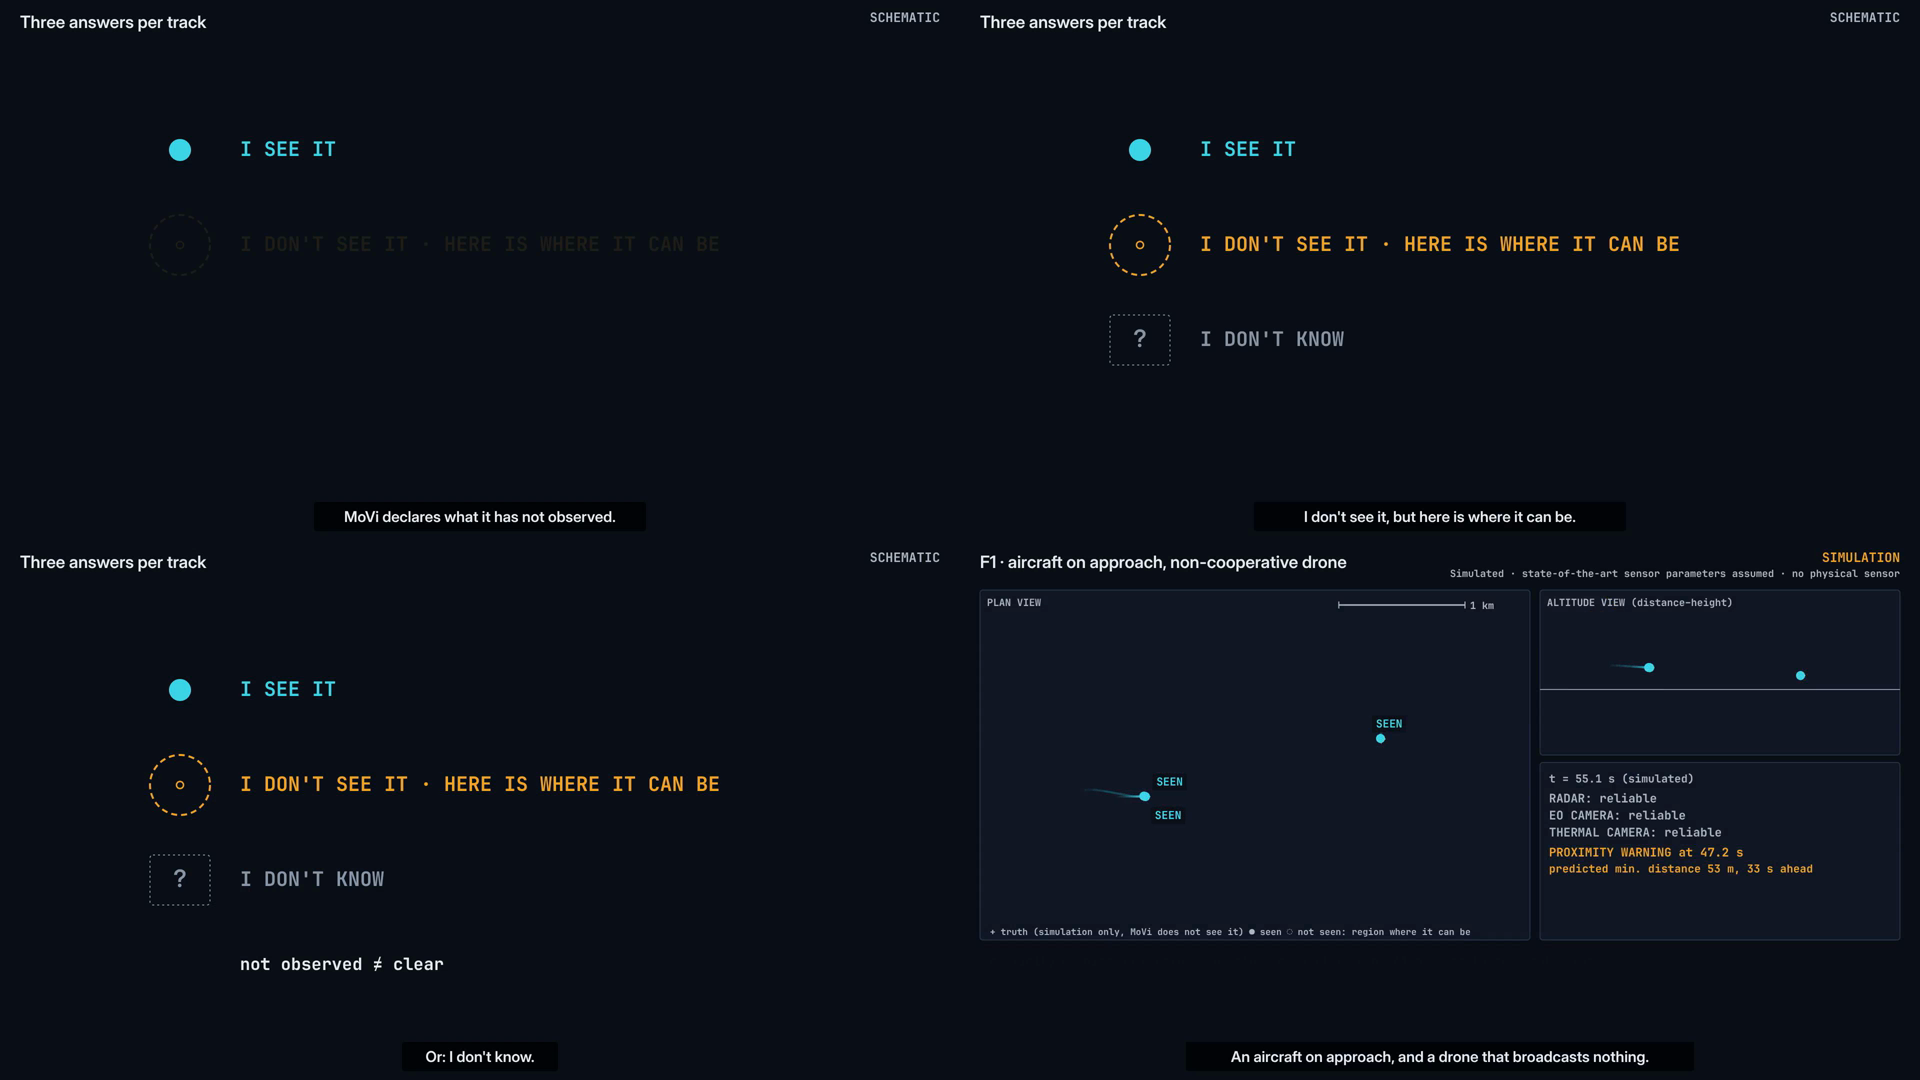 Three answers per track
SCHEMATIC
I SEE IT
I DON'T SEE IT · HERE IS WHERE IT CAN BE
MoVi declares what it has not observed.
Three answers per track
SCHEMATIC
I SEE IT
I DON'T SEE IT · HERE IS WHERE IT CAN BE
?
I DON'T KNOW
I don't see it, but here is where it can be.
Three answers per track
SCHEMATIC
I SEE IT
I DON'T SEE IT · HERE IS WHERE IT CAN BE
?
I DON'T KNOW
not observed ≠ clear
Or: I don't know.
F1 · aircraft on approach, non-cooperative drone
SIMULATION
Simulated · state-of-the-art sensor parameters assumed · no physical sensor
PLAN VIEW
1 km
SEEN
SEEN
SEEN
+ truth (simulation only, MoVi does not see it) ● seen ○ not seen: region where it can be
ALTITUDE VIEW (distance-height)
t = 55.1 s (simulated)
RADAR: reliable
EO CAMERA: reliable
THERMAL CAMERA: reliable
PROXIMITY WARNING at 47.2 s
predicted min. distance 53 m, 33 s ahead
An aircraft on approach, and a drone that broadcasts nothing.